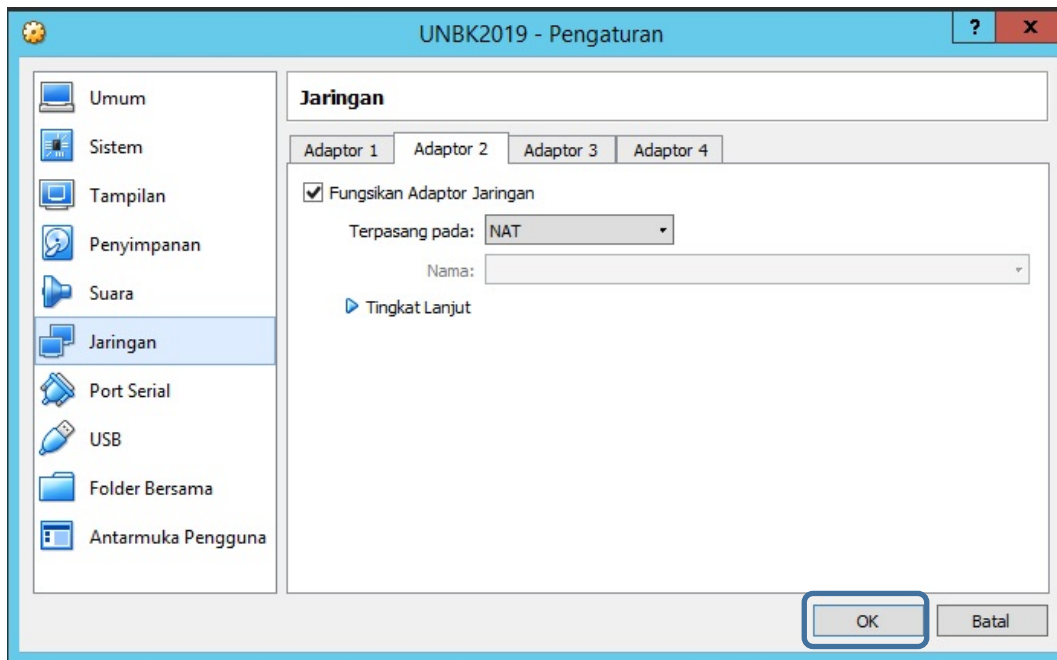 UNBK2019 - Pengaturan
?
x
Umum
Sistem
Tampilan
Penyimpanan
Suara
Jaringan
Port Serial
USB
Folder Bersama
Antarmuka Pengguna
Jaringan
Adaptor 1 Adaptor 2 Adaptor 3 Adaptor 4
Fungsikan Adaptor Jaringan
Terpasang pada: NAT
Nama:
Tingkat Lanjut
OK Batal